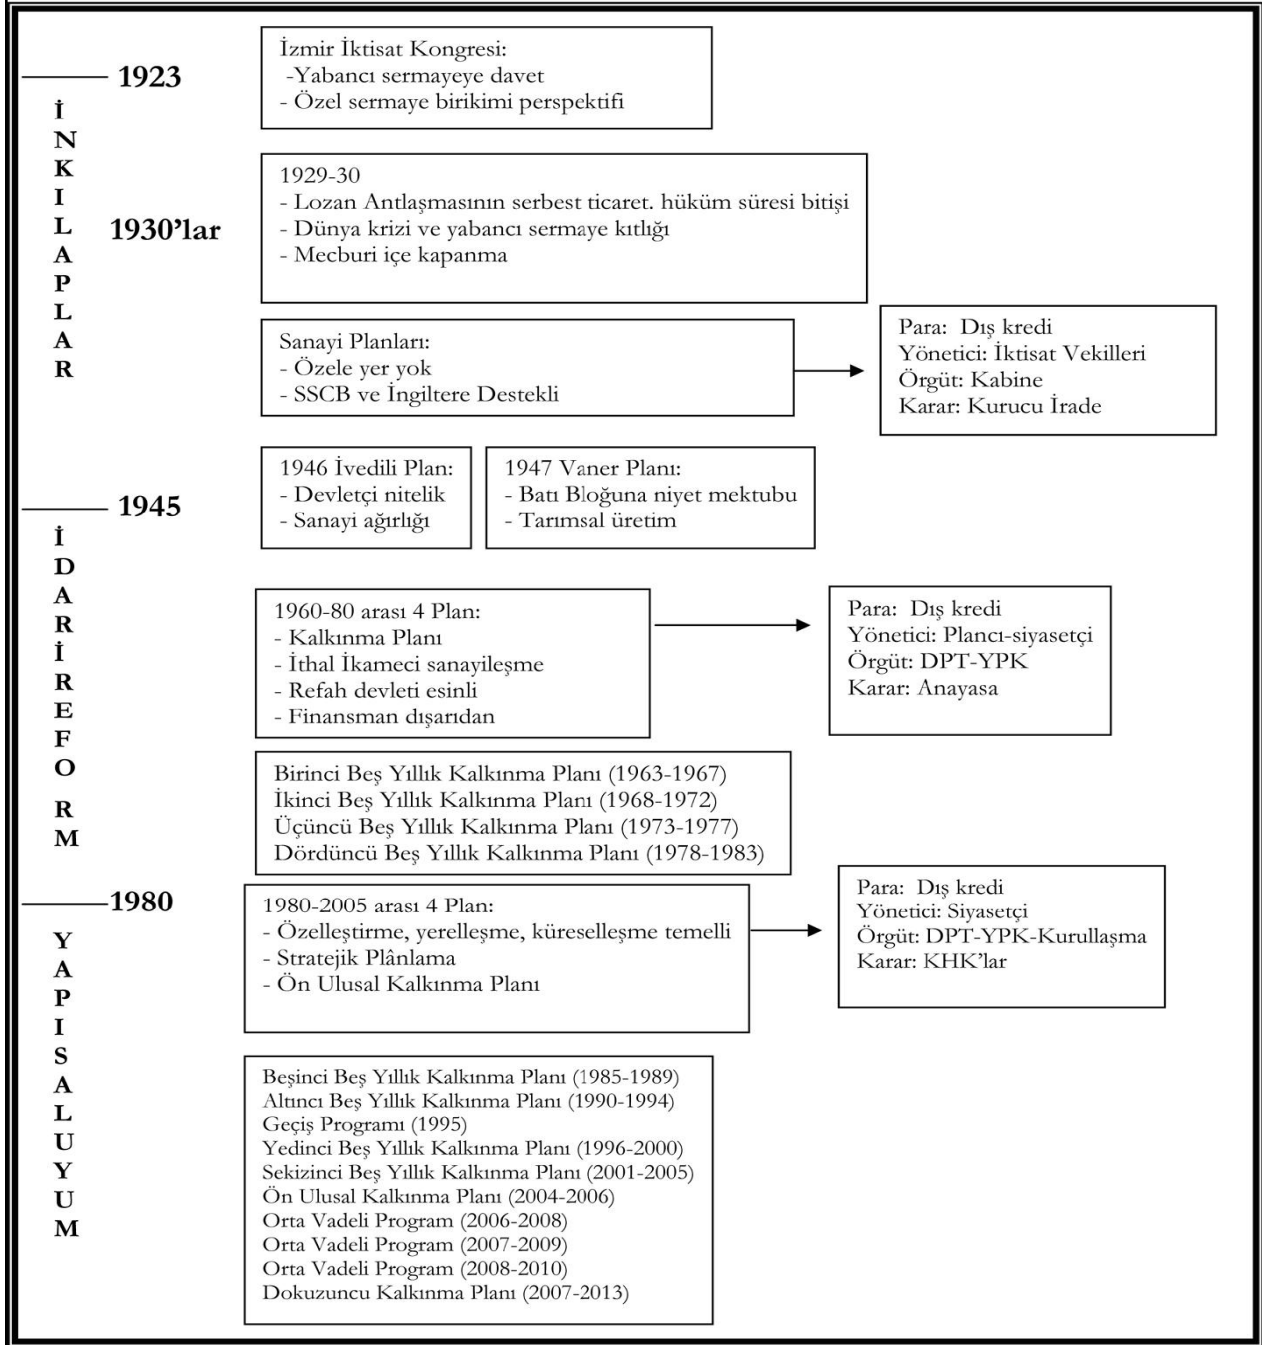 1923
İzmir İktisat Kongresi:
-Yabancı sermayeye davet
- Özel sermaye birikimi perspektifi
İNKILAPLAR
1930’lar
1929-30
- Lozan Antlaşmasının serbest ticaret. hüküm süresi bitişi
- Dünya krizi ve yabancı sermaye kıtlığı
- Mecburi içe kapanma
Sanayi Planları:
- Özele yer yok
- SSCB ve İngiltere Destekli
Para: Dış kredi
Yönetici: İktisat Vekilleri
Örgüt: Kabine
Karar: Kurucu İrade
1945
1946 İvedili Plan:
- Devletçi nitelik
- Sanayi ağırlığı
1947 Vaner Planı:
- Batı Bloğuna niyet mektubu
- Tarımsal üretim
İDARİREFORM
1960-80 arası 4 Plan:
- Kalkınma Planı
- İthal İkameci sanayileşme
- Refah devleti esinli
- Finansman dışarıdan
Para: Dış kredi
Yönetici: Plancı-siyasetçi
Örgüt: DPT-YPK
Karar: Anayasa
Birinci Beş Yıllık Kalkınma Planı (1963-1967)
İkinci Beş Yıllık Kalkınma Planı (1968-1972)
Üçüncü Beş Yıllık Kalkınma Planı (1973-1977)
Dördüncü Beş Yıllık Kalkınma Planı (1978-1983)
1980
1980-2005 arası 4 Plan:
- Özelleştirme, yerelleşme, küreselleşme temelli
- Stratejik Plânlama
- Ön Ulusal Kalkınma Planı
Para: Dış kredi
Yönetici: Siyasetçi
Örgüt: DPT-YPK-Kurullaşma
Karar: KHK’lar
YAPISALUYUM
Beşinci Beş Yıllık Kalkınma Planı (1985-1989)
Altıncı Beş Yıllık Kalkınma Planı (1990-1994)
Geçiş Programı (1995)
Yedinci Beş Yıllık Kalkınma Planı (1996-2000)
Sekizinci Beş Yıllık Kalkınma Planı (2001-2005)
Ön Ulusal Kalkınma Planı (2004-2006)
Orta Vadeli Program (2006-2008)
Orta Vadeli Program (2007-2009)
Orta Vadeli Program (2008-2010)
Dokuzuncu Kalkınma Planı (2007-2013)